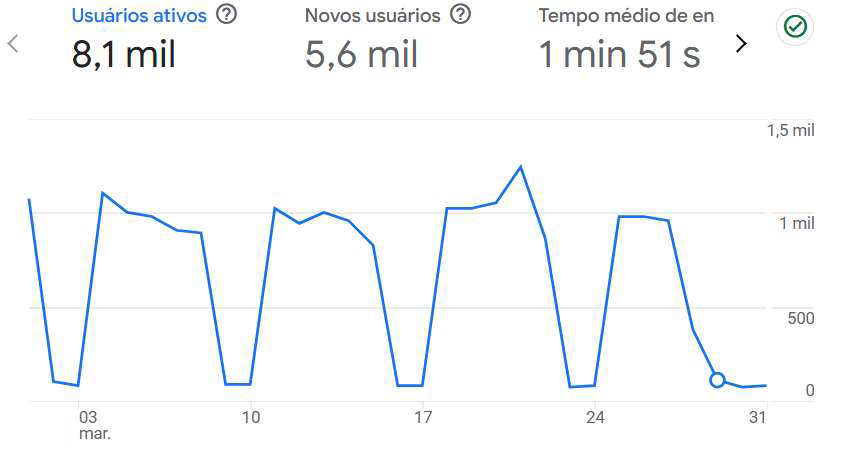 Usuários ativos
8,1 mil
Novos usuários
5,6 mil
Tempo médio de en
1 min 51 s
1,5 mil
1 mil
500
0
03
mar.
10
17
24
31